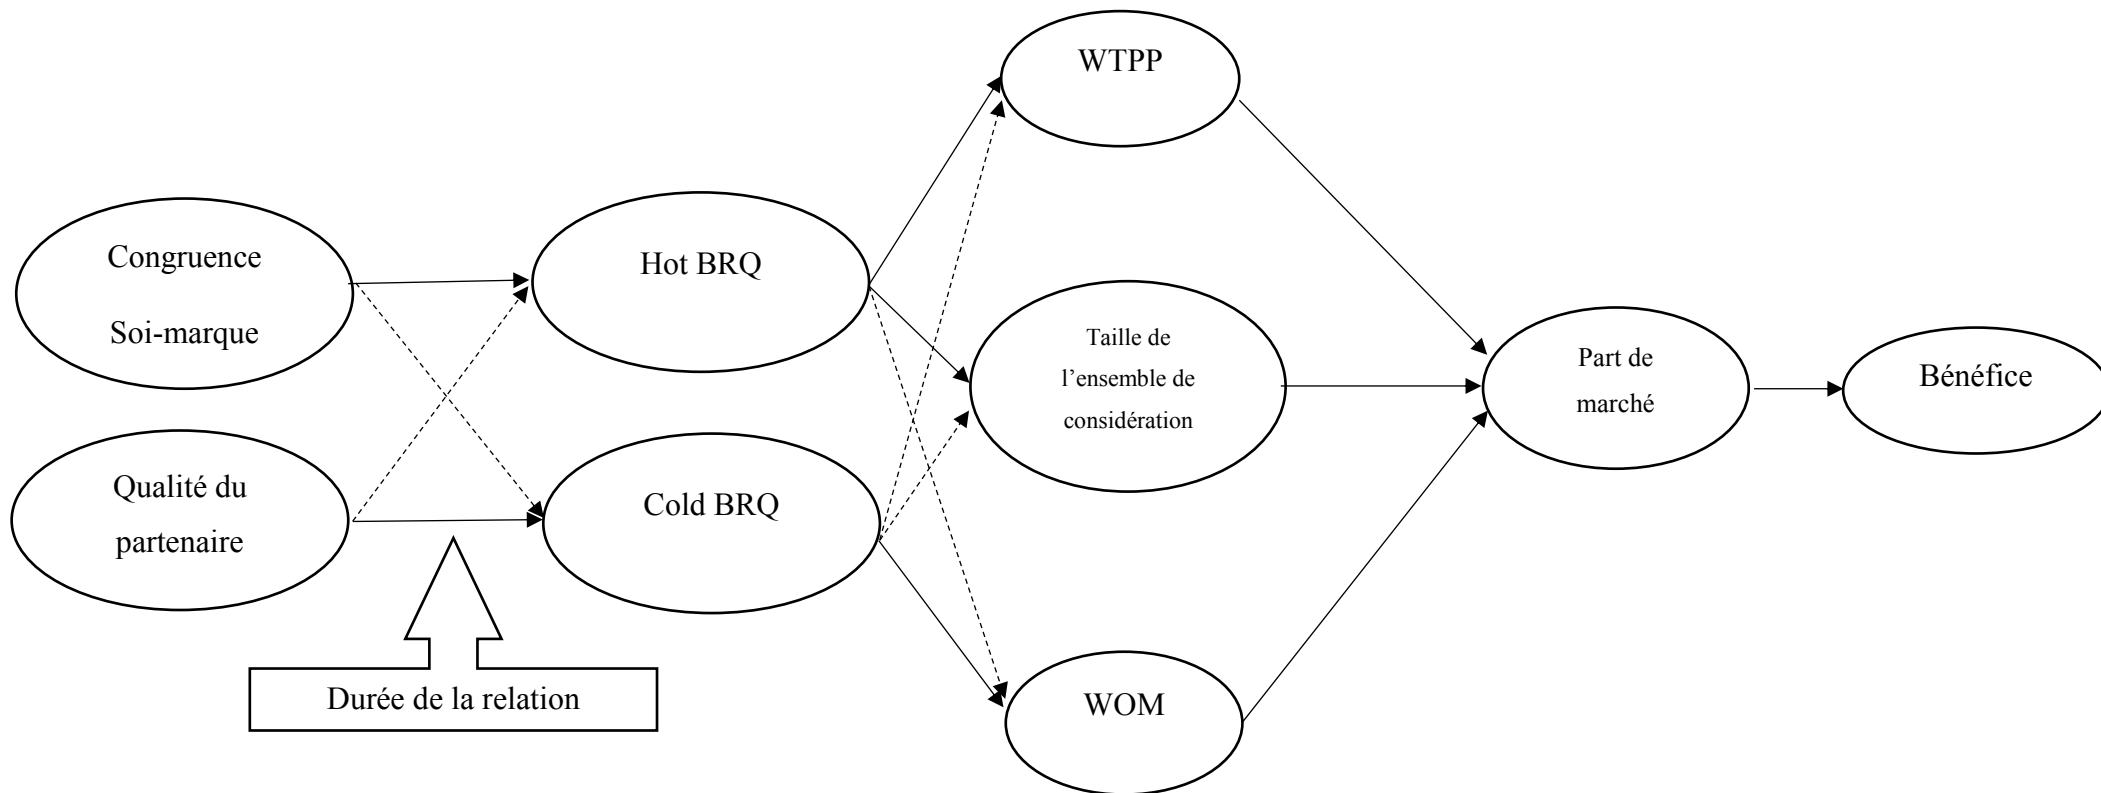 WTPP
Congruence
Soi-marque
Hot BRQ
Taille de
l’ensemble de
considération
Part de
marché
Bénéfice
Qualité du
partenaire
Cold BRQ
Durée de la relation
WOM